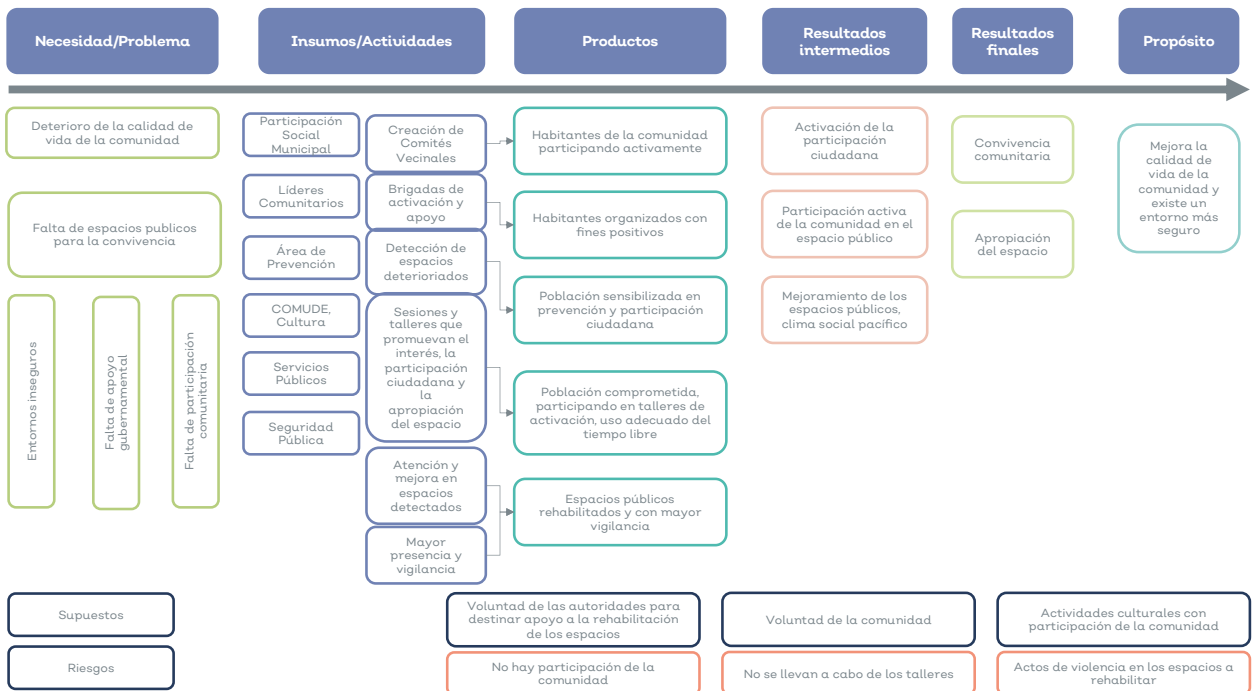 Necesidad/Problema
Insumos/Actividades
Productos
Resultados
intermedios
Resultados
finales
Propósito
Deterioro de la calidad de
vida de la comunidad
Falta de espacios publicos
para la convivencia
Entornos inseguros
Falta de apoyo
gubernamental
Falta de participación
comunitaria
Participación
Social
Municipal
Líderes
Comunitarios
Área de
Prevención
COMUDE,
Cultura
Servicios
Públicos
Seguridad
Pública
Creación de
Comités
Vecinales
Brigadas de
activación y
apoyo
Detección de
espacios
deterioriados
Sesiones y
talleres que
promuevan el
interés, la
participación
ciudadana y
la
apropiación
del espacio
Atención y
mejora en
espacios
detectados
Mayor
presencia y
vigilancia
Habitantes de la comunidad
participando activamente
Habitantes organizados con
fines positivos
Población sensibilizada en
prevención y participación
ciudadana
Población comprometida,
participando en talleres de
activación, uso adecuado del
tiempo libre
Espacios públicos
rehabilitados y con mayor
vigilancia
Activación de la
participación
ciudadana
Participación activa
de la comunidad en el
espacio público
Mejoramiento de los
espacios públicos,
clima social pacífico
Convivencia
comunitaria
Apropiación
del espacio
Mejora la
calidad de
vida de la
comunidad y
existe un
entorno más
seguro
Supuestos
Voluntad de las autoridades para
destinar apoyo a la rehabilitación
de los espacios
Voluntad de la comunidad
Actividades culturales con
participación de la comunidad
Riesgos
No hay participación de la
comunidad
No se llevan a cabo de los talleres
Actos de violencia en los espacios a
rehabilitar